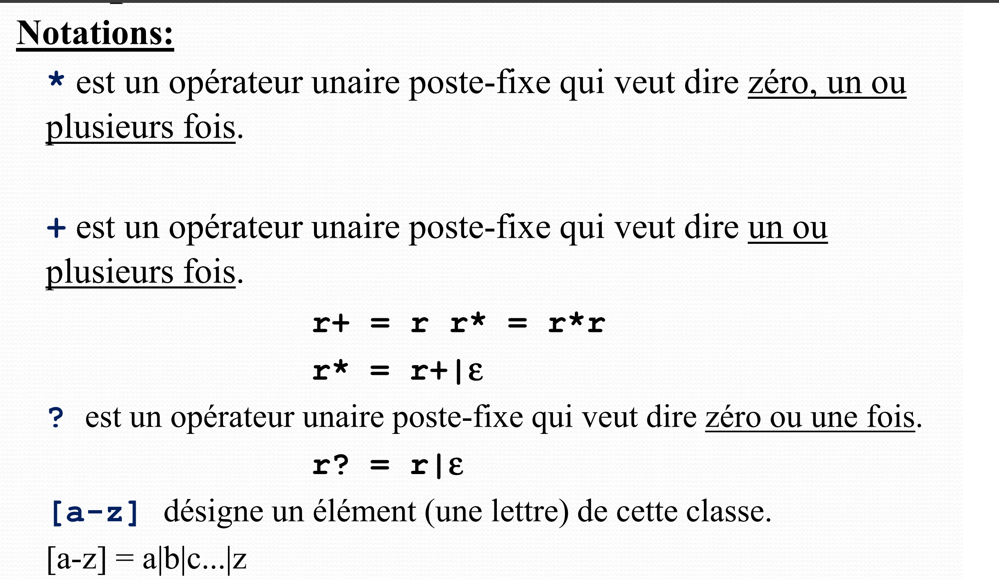 Notations:
* est un opérateur unaire poste-fixe qui veut dire zéro, un ou
plusieurs fois.
+ est un opérateur unaire poste-fixe qui veut dire un ou
plusieurs fois.
r+ = r r* = r*r
r* = r+|ε
? est un opérateur unaire poste-fixe qui veut dire zéro ou une fois.
r? = r|ε
[a-z] désigne un élément (une lettre) de cette classe.
[a-z] = a|b|c...|z